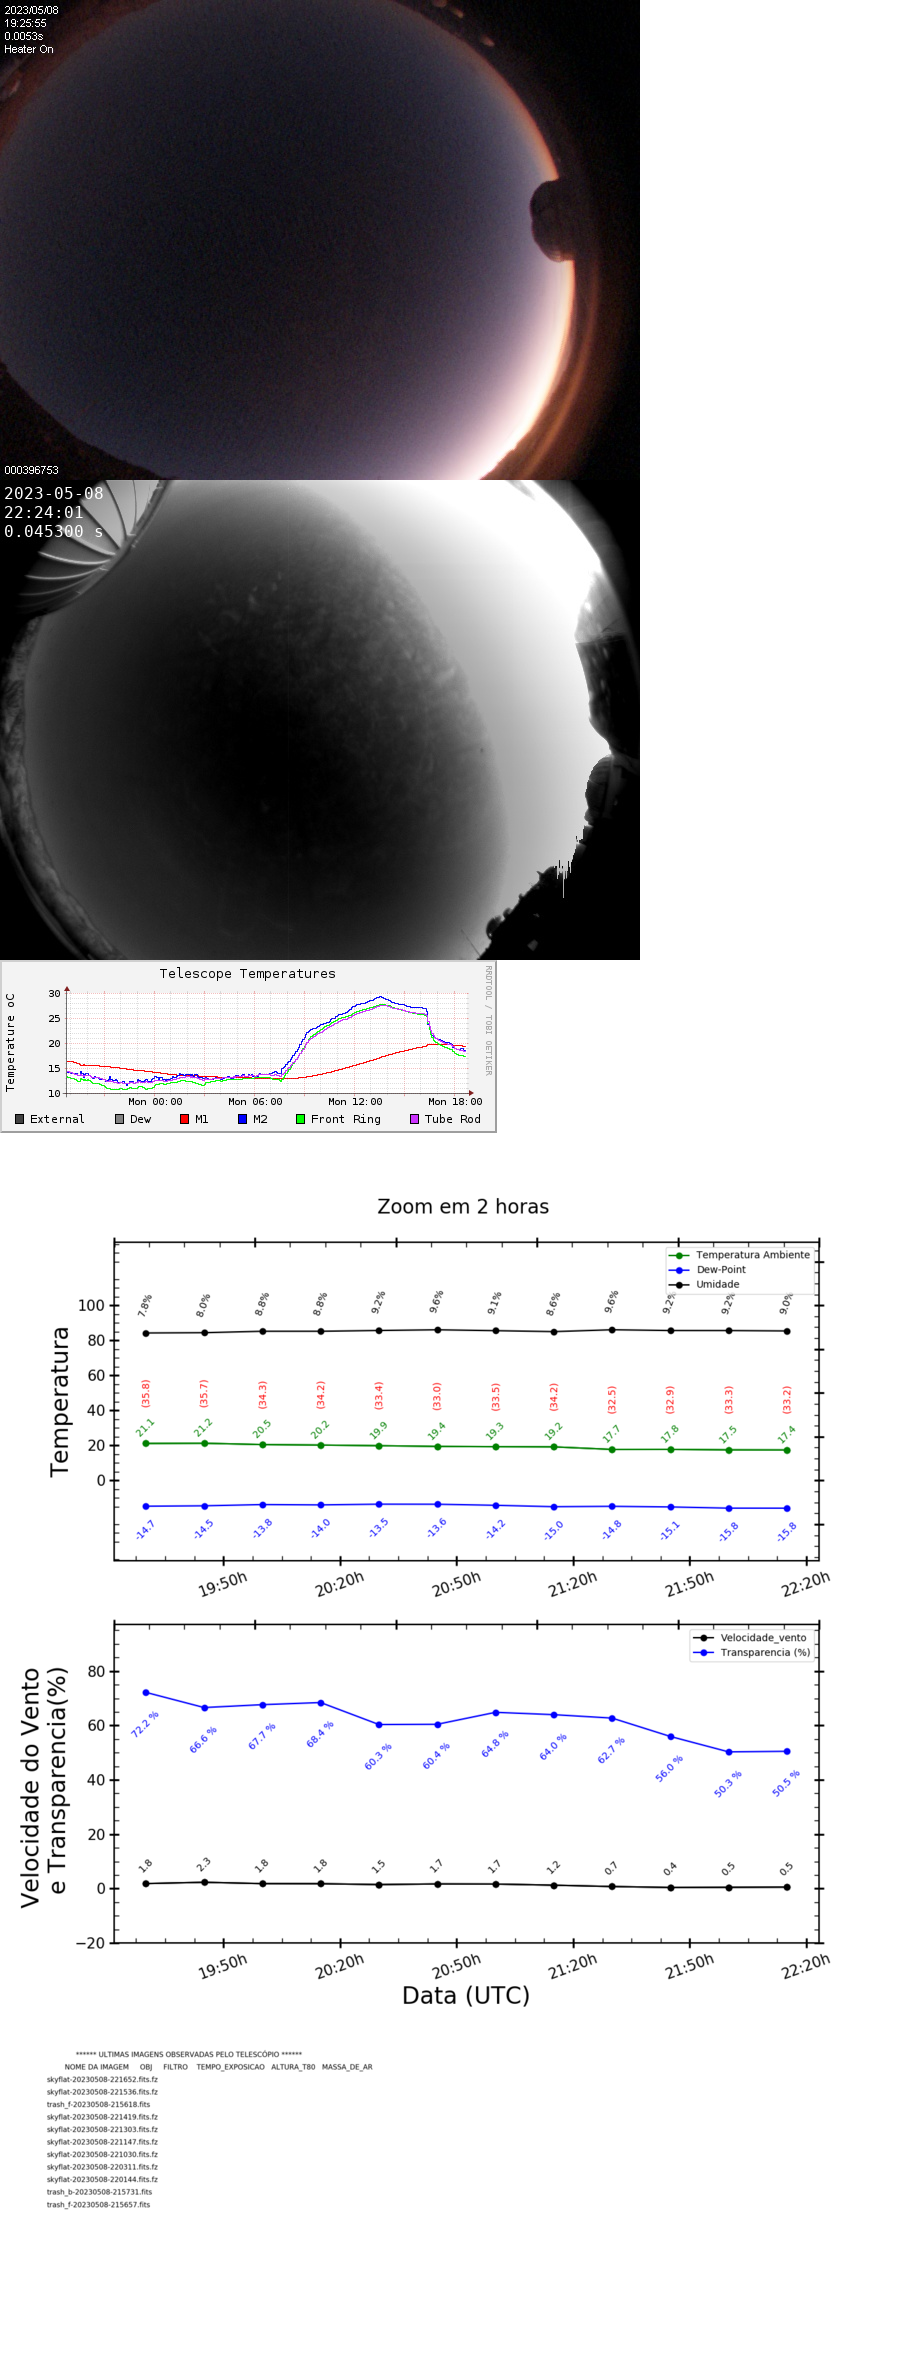 2023/05/08
19:25:55
0.0053s
Heater On
000396753
2023-05-08
22:24:01
0.045300 s
Telescope Temperatures
RRDTOOL / TOBI OETIKER
Temperature oC
30
25
20
15
10
Mon 00:00 Mon 06:00 Mon 12:00 Mon 18:00
External Dew M1 M2 Front Ring Tube Rod
Zoom em 2 horas
Temperatura Ambiente
Dew-Point
Umidade
Temperatura
100
80
60
40
20
0
7.8% 8.0% 8.8% 8.8% 9.2% 9.6% 9.1% 8.6% 9.6% 9.2% 9.2% 9.0%
(35.8) (35.7) (34.3) (34.2) (33.4) (33.0) (33.5) (34.2) (32.5) (32.9) (33.3) (33.2)
21.1 21.2 20.5 20.2 19.9 19.4 19.3 19.2 17.7 17.8 17.5 17.4
-14.7 -14.5 -13.8 -14.0 -13.5 -13.6 -14.2 -15.0 -14.8 -15.1 -15.8 -15.8
19:50h 20:20h 20:50h 21:20h 21:50h 22:20h
Velocidade_vento
Transparencia (%)
Velocidade do Vento
e Transparencia(%)
80
60
40
20
0
−20
72.2 % 66.6 % 67.7 % 68.4 % 60.3 % 60.4 % 64.8 % 64.0 % 62.7 % 56.0 % 50.3 % 50.5 %
1.8 2.3 1.8 1.8 1.5 1.7 1.7 1.2 0.7 0.4 0.5 0.5
19:50h 20:20h 20:50h 21:20h 21:50h 22:20h
Data (UTC)
****** ULTIMAS IMAGENS OBSERVADAS PELO TELESCÓPIO ******
NOME DA IMAGEM OBJ FILTRO TEMPO_EXPOSICAO ALTURA_T80 MASSA_DE_AR
skyflat-20230508-221652.fits.fz
skyflat-20230508-221536.fits.fz
trash_f-20230508-215618.fits
skyflat-20230508-221419.fits.fz
skyflat-20230508-221303.fits.fz
skyflat-20230508-221147.fits.fz
skyflat-20230508-221030.fits.fz
skyflat-20230508-220311.fits.fz
skyflat-20230508-220144.fits.fz
trash_b-20230508-215731.fits
trash_f-20230508-215657.fits